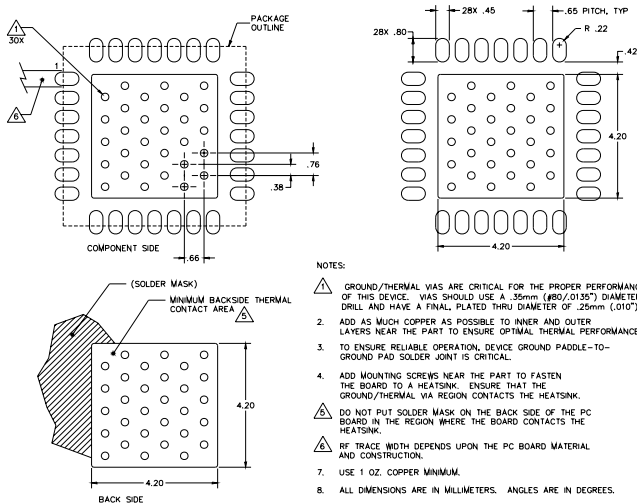 1
30X
PACKAGE
OUTLINE
1
6
.76
.38
.66
COMPONENT SIDE
28X .45
.65 PITCH, TYP
28X .80
R .22
.42
4.20
4.20
(SOLDER MASK)
MINIMUM BACKSIDE THERMAL
CONTACT AREA 5
4.20
4.20
BACK SIDE
NOTES:
1 GROUND/THERMAL VIAS ARE CRITICAL FOR THE PROPER PERFORMANC
OF THIS DEVICE. VIAS SHOULD USE A .35mm (#80/.0135") DIAMETE
DRILL AND HAVE A FINAL, PLATED THRU DIAMETER OF .25mm (.010")
2. ADD AS MUCH COPPER AS POSSIBLE TO INNER AND OUTER
LAYERS NEAR THE PART TO ENSURE OPTIMAL THERMAL PERFORMANCE
3. TO ENSURE RELIABLE OPERATION, DEVICE GROUND PADDLE-TO-
GROUND PAD SOLDER JOINT IS CRITICAL.
4. ADD MOUNTING SCREWS NEAR THE PART TO FASTEN
THE BOARD TO A HEATSINK. ENSURE THAT THE
GROUND/THERMAL VIA REGION CONTACTS THE HEATSINK.
5 DO NOT PUT SOLDER MASK ON THE BACK SIDE OF THE PC
BOARD IN THE REGION WHERE THE BOARD CONTACTS THE
HEATSINK.
6 RF TRACE WIDTH DEPENDS UPON THE PC BOARD MATERIAL
AND CONSTRUCTION.
7. USE 1 OZ. COPPER MINIMUM.
8. ALL DIMENSIONS ARE IN MILLIMETERS. ANGLES ARE IN DEGREES.